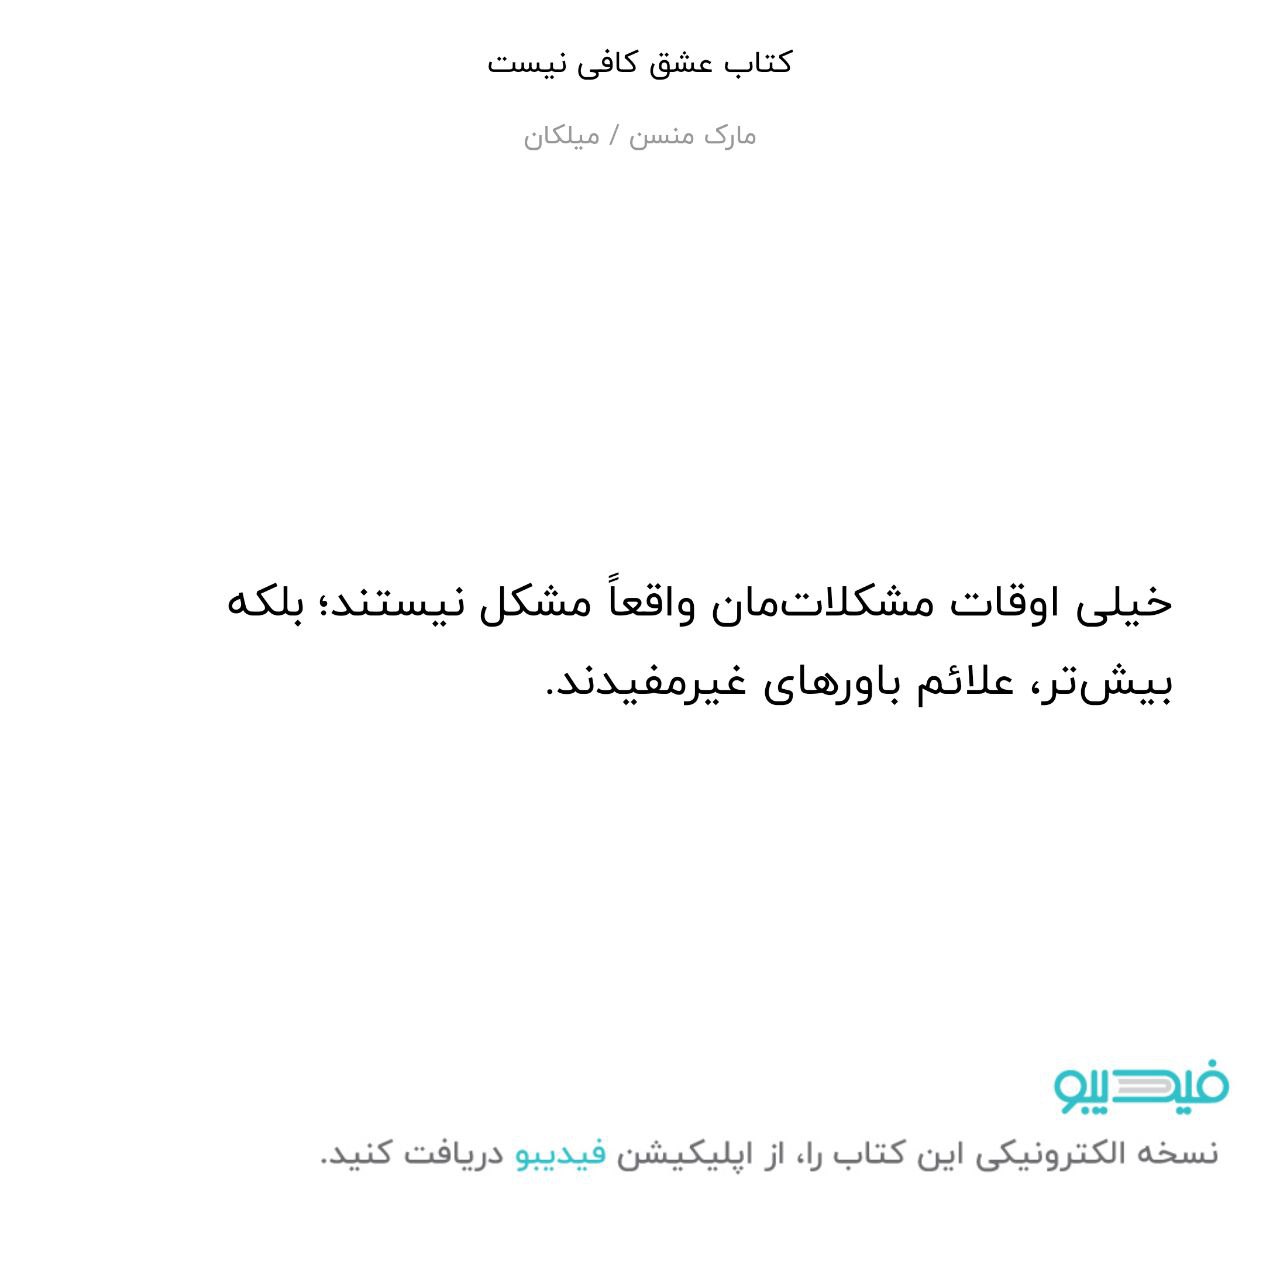 کتاب عشق کافی نیست
مارک منسن / میلکان
خیلی اوقات مشکلات‌مان واقعاً مشکل نیستند؛ بلکه
بیش‌تر، علائم باورهای غیرمفیدند.
فیدیبو
نسخه الکترونیکی این کتاب را، از اپلیکیشن فیدیبو دریافت کنید.